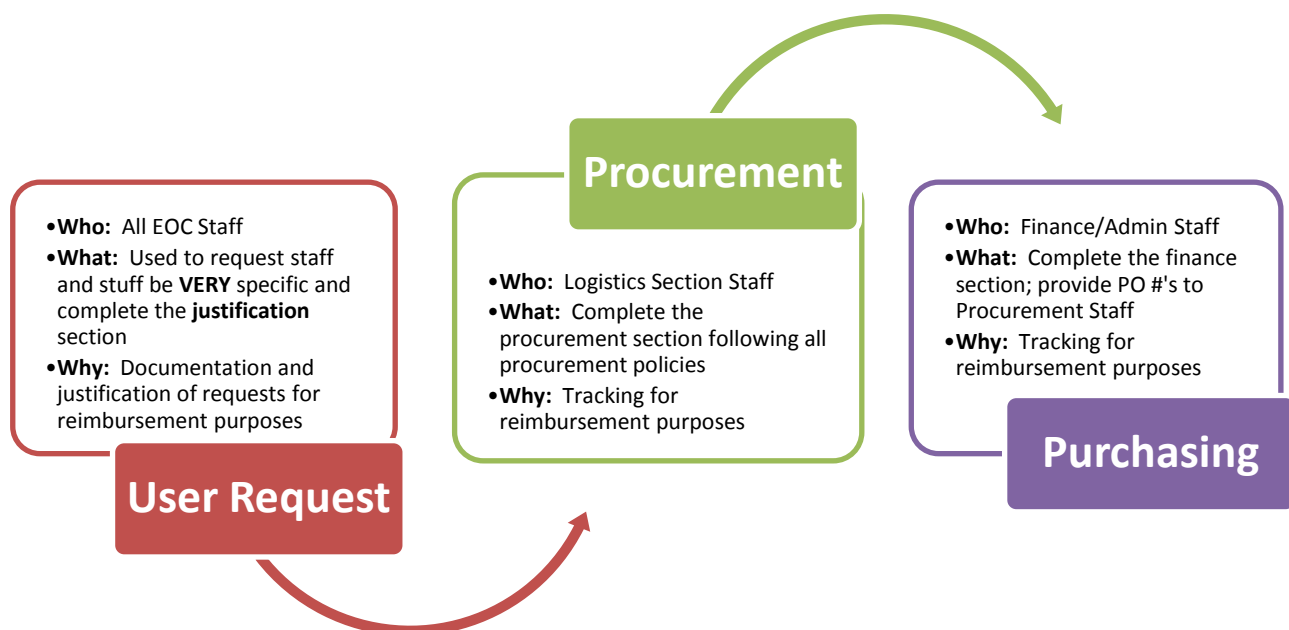 •Who: All EOC Staff
•What: Used to request staff
and stuff be VERY specific and
complete the justification
section
•Why: Documentation and
justification of requests for
reimbursement purposes
User Request
Procurement
•Who: Logistics Section Staff
•What: Complete the
procurement section following all
procurement policies
•Why: Tracking for
reimbursement purposes
•Who: Finance/Admin Staff
•What: Complete the finance
section; provide PO #'s to
Procurement Staff
•Why: Tracking for
reimbursement purposes
Purchasing